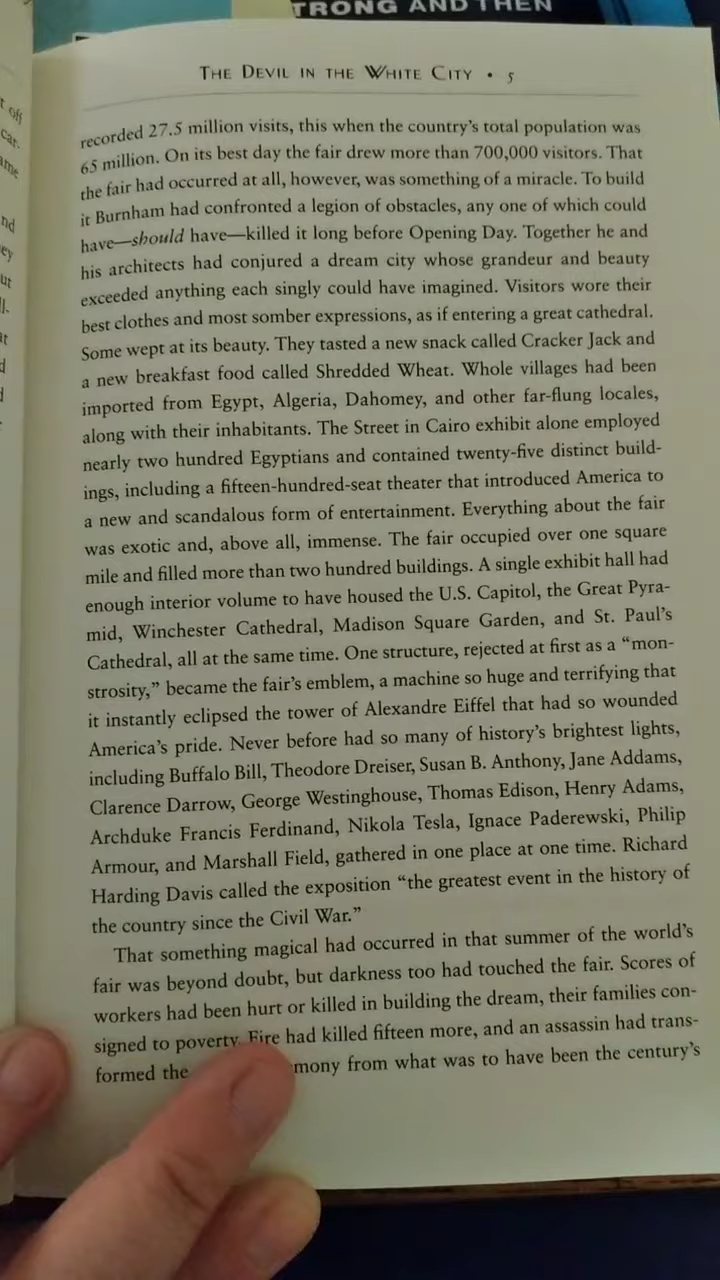 TRONG AND THEN
THE DEVIL IN THE WHITE CITY • 5
recorded 27.5 million visits, this when the country's total population was
65 million. On its best day the fair drew more than 700,000 visitors. That
the fair had occurred at all, however, was something of a miracle. To build
it Burnham had confronted a legion of obstacles, any one of which could
have—should have—killed it long before Opening Day. Together he and
his architects had conjured a dream city whose grandeur and beauty
exceeded anything each singly could have imagined. Visitors wore their
best clothes and most somber expressions, as if entering a great cathedral.
Some wept at its beauty. They tasted a new snack called Cracker Jack and
a new breakfast food called Shredded Wheat. Whole villages had been
imported from Egypt, Algeria, Dahomey, and other far-flung locales,
along with their inhabitants. The Street in Cairo exhibit alone employed
nearly two hundred Egyptians and contained twenty-five distinct build-
ings, including a fifteen-hundred-seat theater that introduced America to
a new and scandalous form of entertainment. Everything about the fair
was exotic and, above all, immense. The fair occupied over one square
mile and filled more than two hundred buildings. A single exhibit hall had
enough interior volume to have housed the U.S. Capitol, the Great Pyra-
mid, Winchester Cathedral, Madison Square Garden, and St. Paul's
Cathedral, all at the same time. One structure, rejected at first as a "mon-
strosity," became the fair's emblem, a machine so huge and terrifying that
it instantly eclipsed the tower of Alexandre Eiffel that had so wounded
America's pride. Never before had so many of history's brightest lights,
including Buffalo Bill, Theodore Dreiser, Susan B. Anthony, Jane Addams,
Clarence Darrow, George Westinghouse, Thomas Edison, Henry Adams,
Archduke Francis Ferdinand, Nikola Tesla, Ignace Paderewski, Philip
Armour, and Marshall Field, gathered in one place at one time. Richard
Harding Davis called the exposition "the greatest event in the history of
the country since the Civil War."
That something magical had occurred in that summer of the world's
fair was beyond doubt, but darkness too had touched the fair. Scores of
workers had been hurt or killed in building the dream, their families con-
signed to poverty. Fire had killed fifteen more, and an assassin had trans-
formed the mony from what was to have been the century's